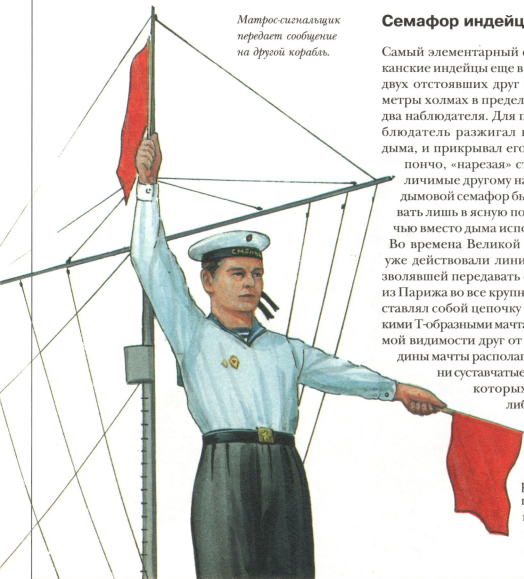 Матрос-сигнальщик
передает сообщение
на другой корабль.
Семафор индейц
Самый элементарный
канские индейцы еще в
двух отстоявших друг
метры холмах в предел
два наблюдателя. Для п
блюдатель разжигал
дыма, и прикрывал его
пончо, «нарезая» ст
личимые другому на
дымовой семафор бы
вать лишь в ясную по
чью вместо дыма испо
Во времена Великой
уже действовали лини
зволявшей передавать
из Парижа во все крупн
ставлял собой цепочку
кими Т-образными мачта
мой видимости друг от
дины мачты располаг
ни суставчатые
которых
либ